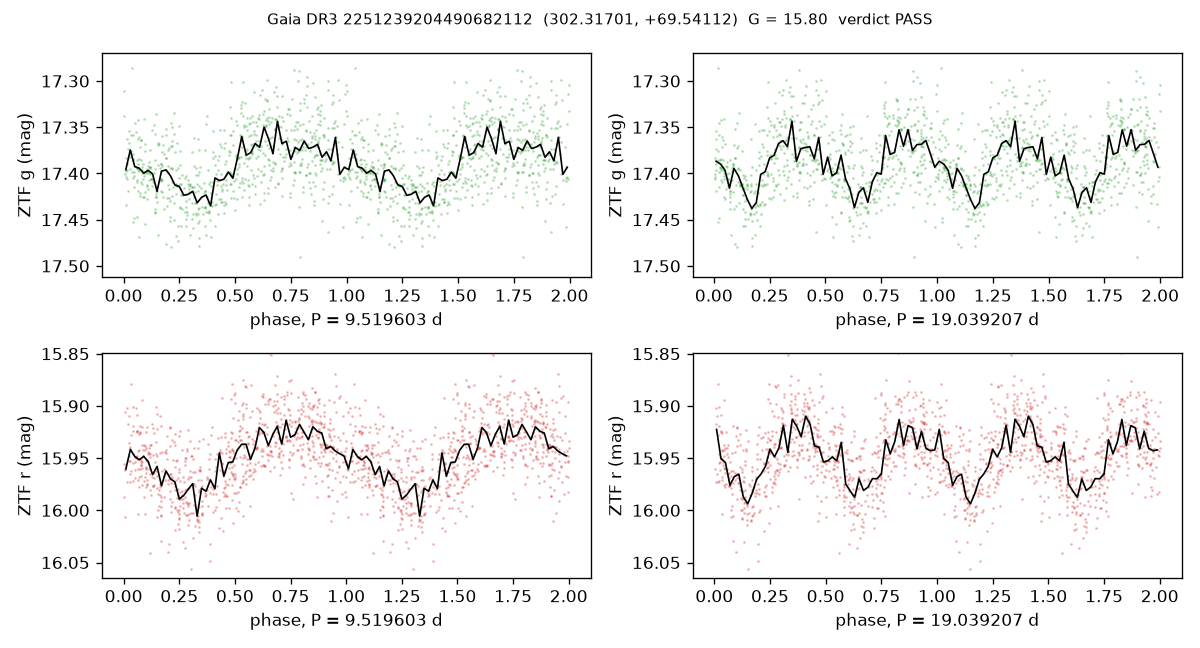 Gaia DR3 2251239204490682112  (302.31701, +69.54112)  G = 15.80  verdict PASS
ZTF g (mag)
17.30
17.35
17.40
17.45
17.50
0.00 0.25 0.50 0.75 1.00 1.25 1.50 1.75 2.00
phase, P = 9.519603 d
ZTF g (mag)
17.30
17.35
17.40
17.45
17.50
0.00 0.25 0.50 0.75 1.00 1.25 1.50 1.75 2.00
phase, P = 19.039207 d
ZTF r (mag)
15.85
15.90
15.95
16.00
16.05
0.00 0.25 0.50 0.75 1.00 1.25 1.50 1.75 2.00
phase, P = 9.519603 d
ZTF r (mag)
15.85
15.90
15.95
16.00
16.05
0.00 0.25 0.50 0.75 1.00 1.25 1.50 1.75 2.00
phase, P = 19.039207 d